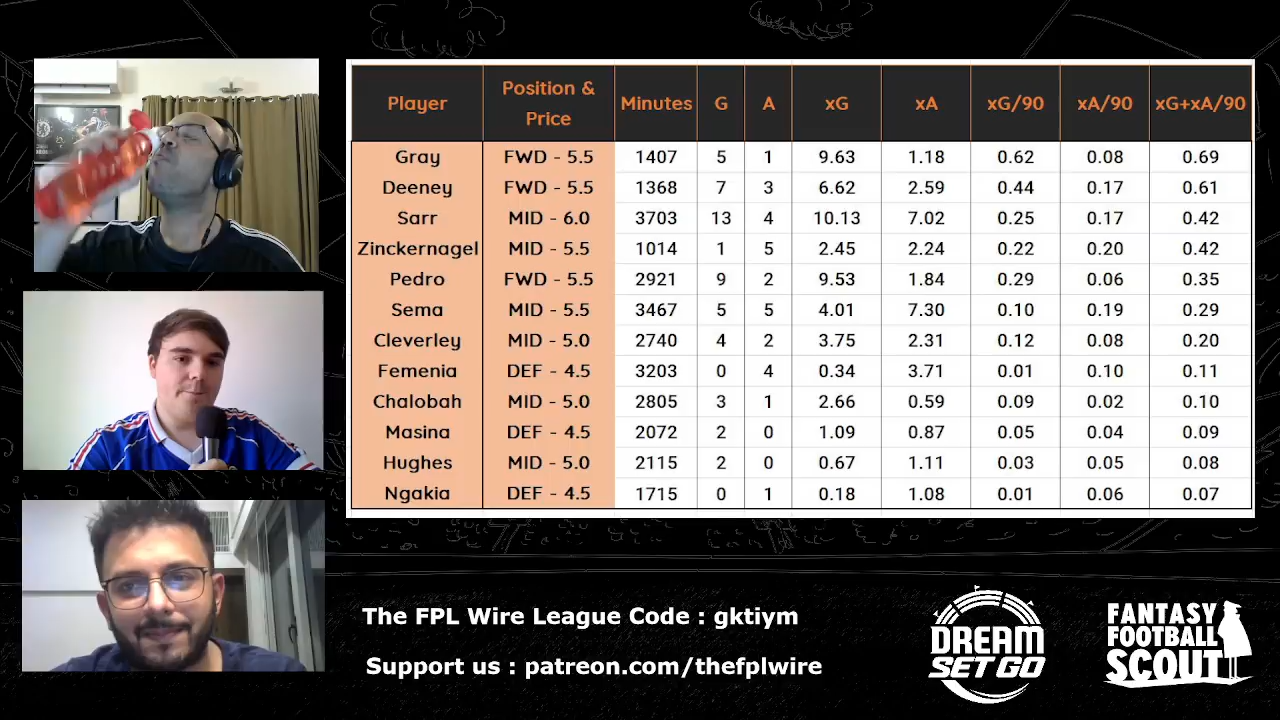 Player Position & Price Minutes G A xG xA xG/90 xA/90 xG+xA/90
Gray FWD - 5.5 1407 5 1 9.63 1.18 0.62 0.08 0.69
Deeney FWD - 5.5 1368 7 3 6.62 2.59 0.44 0.17 0.61
Sarr MID - 6.0 3703 13 4 10.13 7.02 0.25 0.17 0.42
Zinckernagel MID - 5.5 1014 1 5 2.45 2.24 0.22 0.20 0.42
Pedro FWD - 5.5 2921 9 2 9.53 1.84 0.29 0.06 0.35
Sema MID - 5.5 3467 5 5 4.01 7.30 0.10 0.19 0.29
Cleverley MID - 5.0 2740 4 2 3.75 2.31 0.12 0.08 0.20
Femenia DEF - 4.5 3203 0 4 0.34 3.71 0.01 0.10 0.11
Chalobah MID - 5.0 2805 3 1 2.66 0.59 0.09 0.02 0.10
Masina DEF - 4.5 2072 2 0 1.09 0.87 0.05 0.04 0.09
Hughes MID - 5.0 2115 2 0 0.67 1.11 0.03 0.05 0.08
Ngakia DEF - 4.5 1715 0 1 0.18 1.08 0.01 0.06 0.07
The FPL Wire League Code : gktiym
Support us : patreon.com/thefplwire
DREAM
SET GO
FANTASY
FOOTBALL
SCOUT